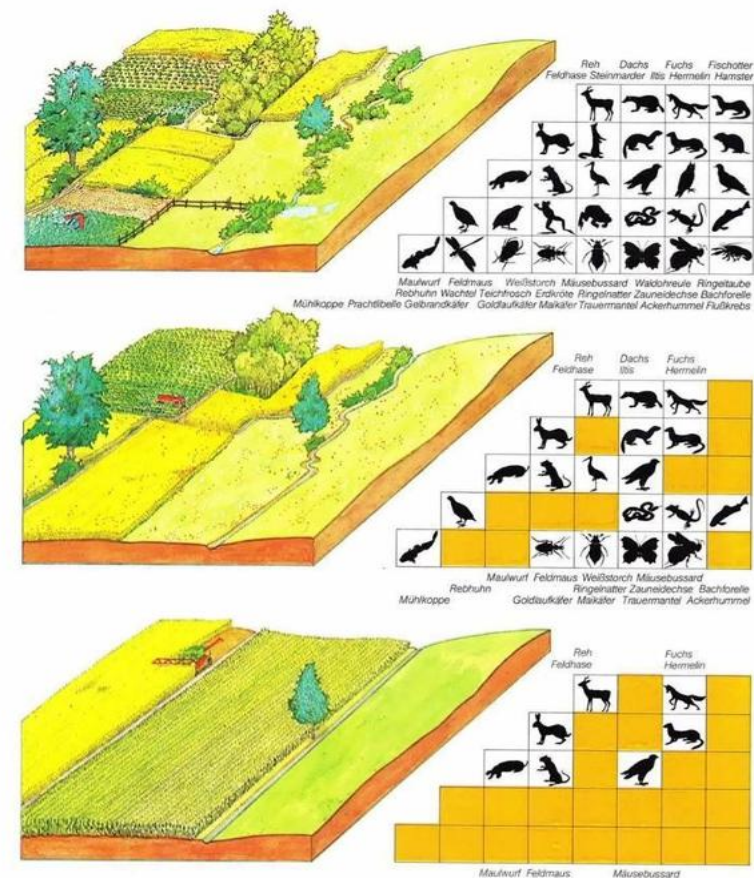 Reh Dachs Fuchs Fischotter
Feldhase Steinmarder Iltis Hermelin Hamster
Maulwurf Feldmaus Weißstorch Mäusebussard Waldohreule Ringeltaube
Rebhuhn Wachtel Teichfrosch Erdkröte Ringelnatter Zauneidechse Bachforelle
Mühlkoppe Prachtlibelle Gelbrandkäfer Goldlaufkäfer Maikäfer Trauermantel Ackerhummel Flußkrebs
Reh Dachs Fuchs
Feldhase Iltis Hermelin
Maulwurf Feldmaus Weißstorch Mäusebussard
Rebhuhn Ringelnatter Zauneidechse Bachforelle
Mühlkoppe Goldlaufkäfer Maikäfer Trauermantel Ackerhummel
Reh Fuchs
Feldhase Hermelin
Maulwurf Feldmaus Mäusebussard